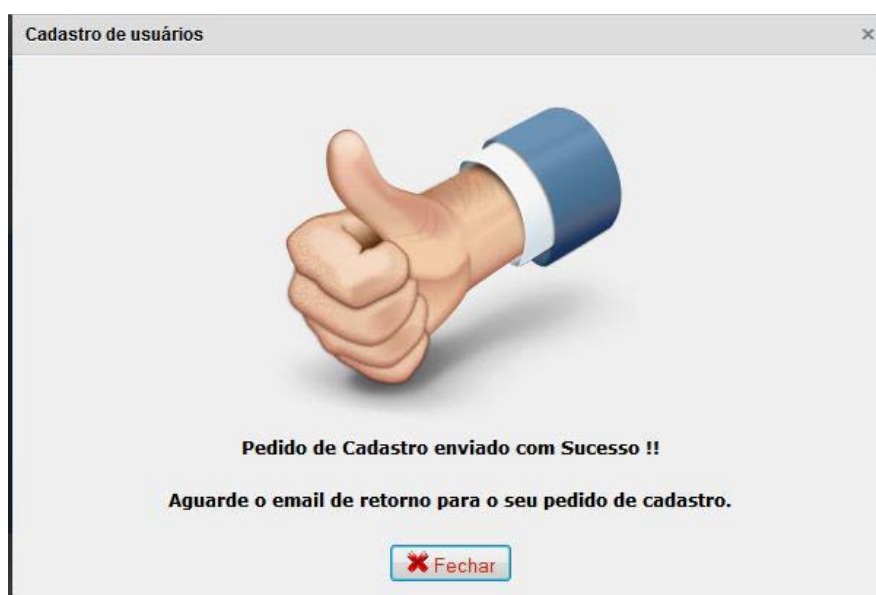 Cadastro de usuários
Pedido de Cadastro enviado com Sucesso !!
Aguarde o email de retorno para o seu pedido de cadastro.
Fechar